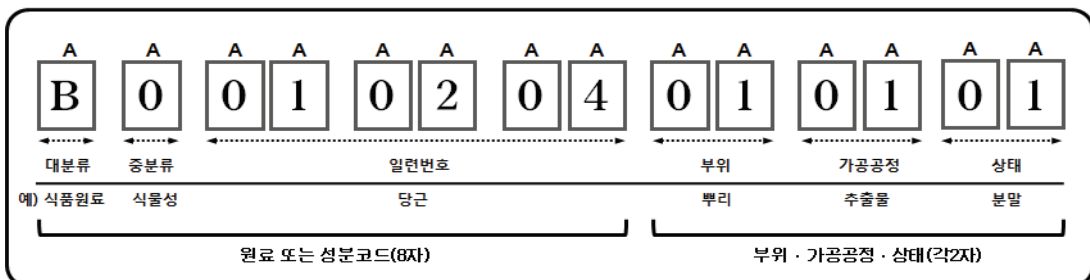 A A A A A A A A A A A A A A
B 0 0 1 0 2 0 4 0 1 0 1 0 1
대분류 중분류 일련번호 부위 가공공정 상태
예) 식품원료 식물성 당근 뿌리 추출물 분말
원료 또는 성분코드(8자) 부위 · 가공공정 · 상태(각2자)